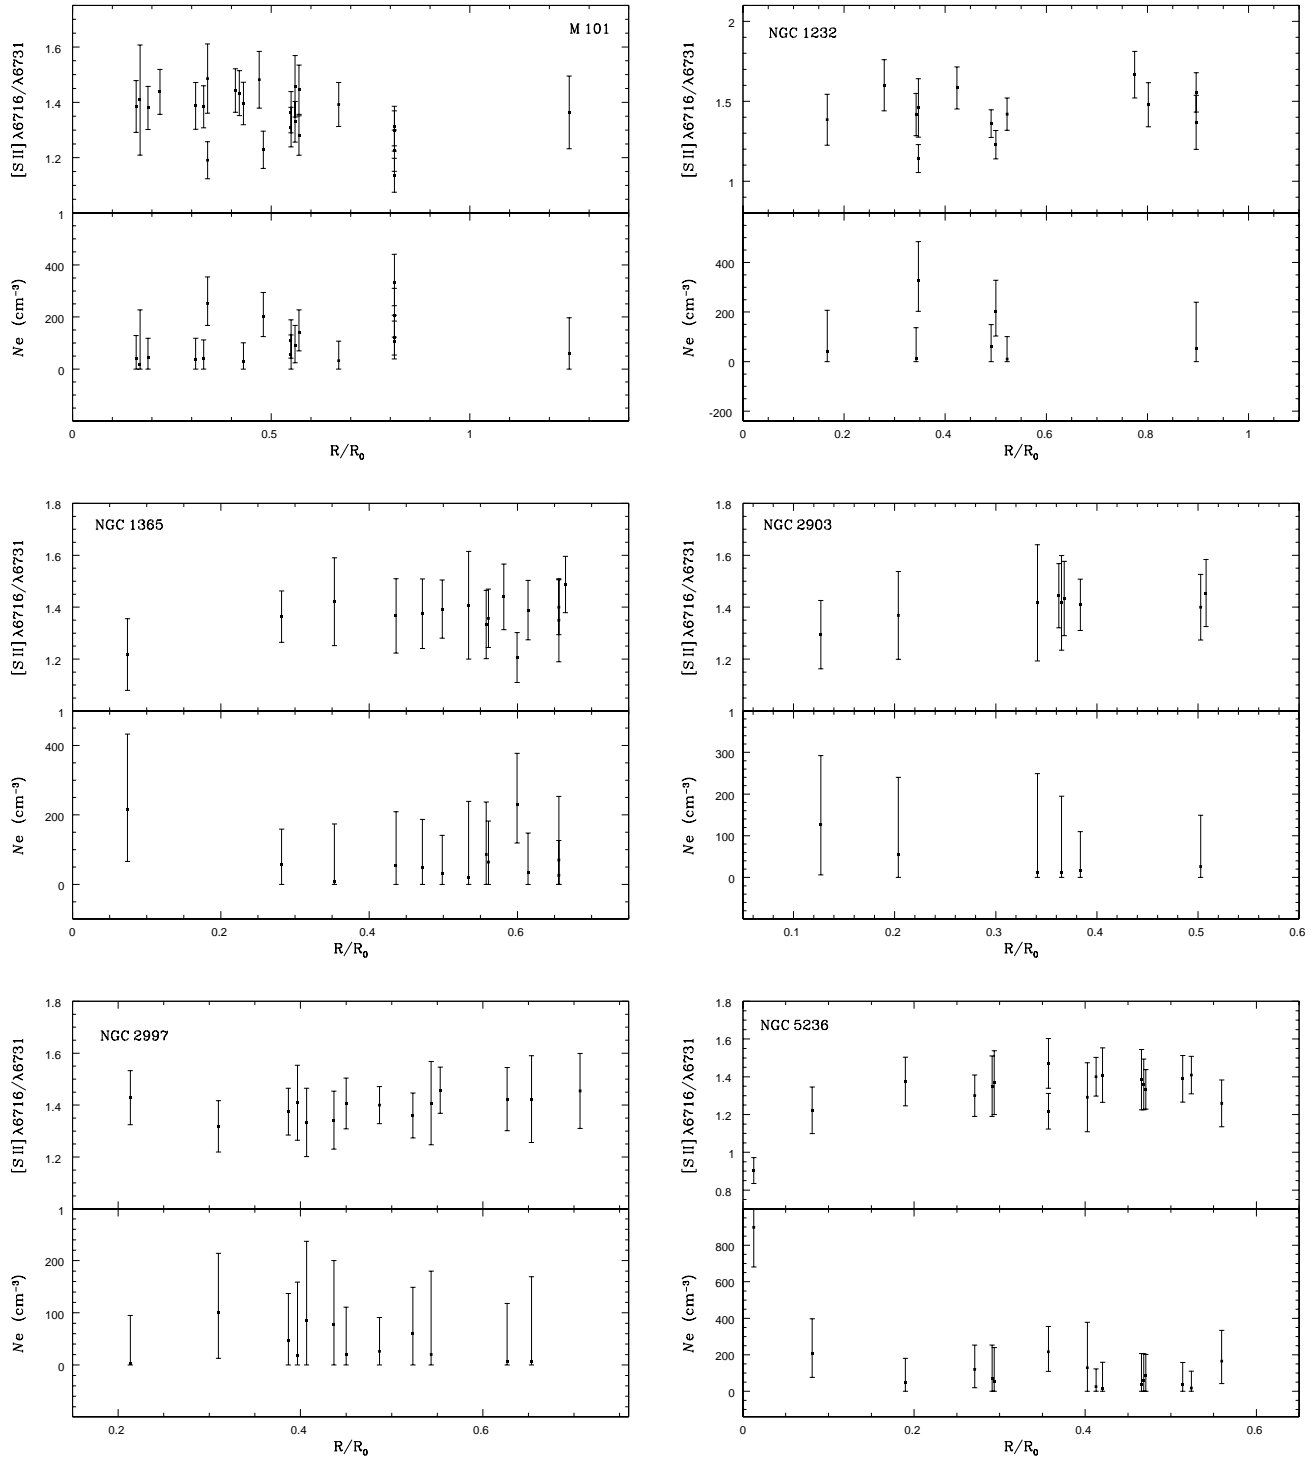 M 101
[S II] λ6716/λ6731
1.6
1.4
1.2
1
Ne (cm⁻³)
400
200
0
0 0.5 1
R/R₀
NGC 1232
[S II] λ6716/λ6731
2
1.5
1
Ne (cm⁻³)
400
200
0
-200
0 0.2 0.4 0.6 0.8 1
R/R₀
NGC 1365
[S II] λ6716/λ6731
1.8
1.6
1.4
1.2
1
Ne (cm⁻³)
400
200
0
0 0.2 0.4 0.6
R/R₀
NGC 2903
[S II] λ6716/λ6731
1.8
1.6
1.4
1.2
1
Ne (cm⁻³)
300
200
100
0
0.1 0.2 0.3 0.4 0.5 0.6
R/R₀
NGC 2997
[S II] λ6716/λ6731
1.8
1.6
1.4
1.2
1
Ne (cm⁻³)
200
100
0
0.2 0.4 0.6
R/R₀
NGC 5236
[S II] λ6716/λ6731
1.8
1.6
1.4
1.2
1
0.8
Ne (cm⁻³)
800
600
400
200
0
0 0.2 0.4 0.6
R/R₀